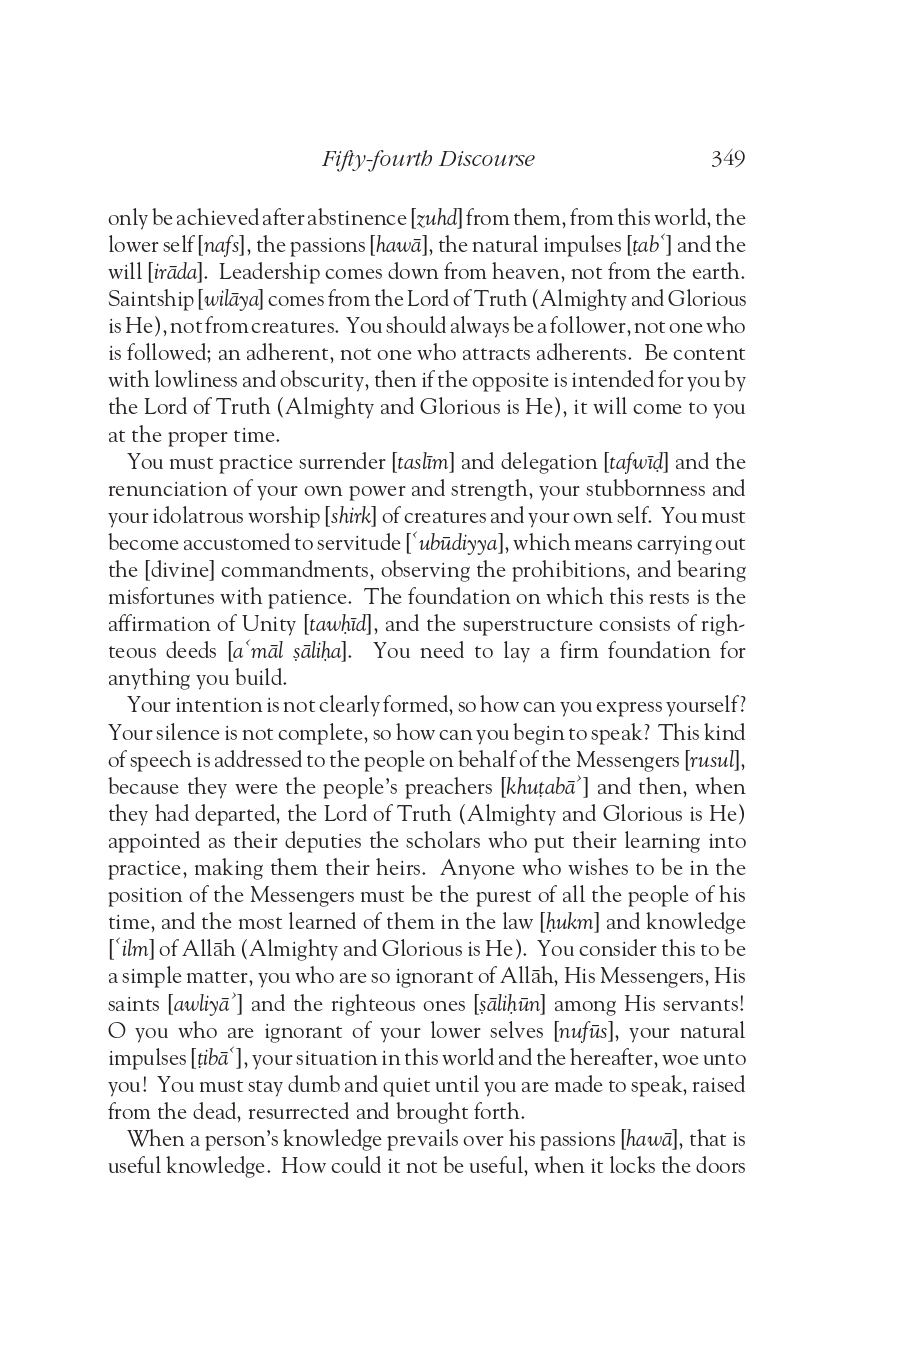 Fifty-fourth Discourse 349
only be achieved after abstinence [zuhd] from them, from this world, the
lower self [nafs], the passions [hawā], the natural impulses [ṭabʿ] and the
will [irāda]. Leadership comes down from heaven, not from the earth.
Saintship [wilāya] comes from the Lord of Truth (Almighty and Glorious
is He), not from creatures. You should always be a follower, not one who
is followed; an adherent, not one who attracts adherents. Be content
with lowliness and obscurity, then if the opposite is intended for you by
the Lord of Truth (Almighty and Glorious is He), it will come to you
at the proper time.
You must practice surrender [taslīm] and delegation [tafwīḍ] and the
renunciation of your own power and strength, your stubbornness and
your idolatrous worship [shirk] of creatures and your own self. You must
become accustomed to servitude [ʿubūdiyya], which means carrying out
the [divine] commandments, observing the prohibitions, and bearing
misfortunes with patience. The foundation on which this rests is the
affirmation of Unity [tawḥīd], and the superstructure consists of righ-
teous deeds [aʿmāl ṣāliḥa]. You need to lay a firm foundation for
anything you build.
Your intention is not clearly formed, so how can you express yourself?
Your silence is not complete, so how can you begin to speak? This kind
of speech is addressed to the people on behalf of the Messengers [rusul],
because they were the people's preachers [khuṭabāʾ] and then, when
they had departed, the Lord of Truth (Almighty and Glorious is He)
appointed as their deputies the scholars who put their learning into
practice, making them their heirs. Anyone who wishes to be in the
position of the Messengers must be the purest of all the people of his
time, and the most learned of them in the law [ḥukm] and knowledge
[ʿilm] of Allāh (Almighty and Glorious is He). You consider this to be
a simple matter, you who are so ignorant of Allāh, His Messengers, His
saints [awliyāʾ] and the righteous ones [ṣāliḥūn] among His servants!
O you who are ignorant of your lower selves [nufūs], your natural
impulses [ṭibāʿ], your situation in this world and the hereafter, woe unto
you! You must stay dumb and quiet until you are made to speak, raised
from the dead, resurrected and brought forth.
When a person's knowledge prevails over his passions [hawā], that is
useful knowledge. How could it not be useful, when it locks the doors